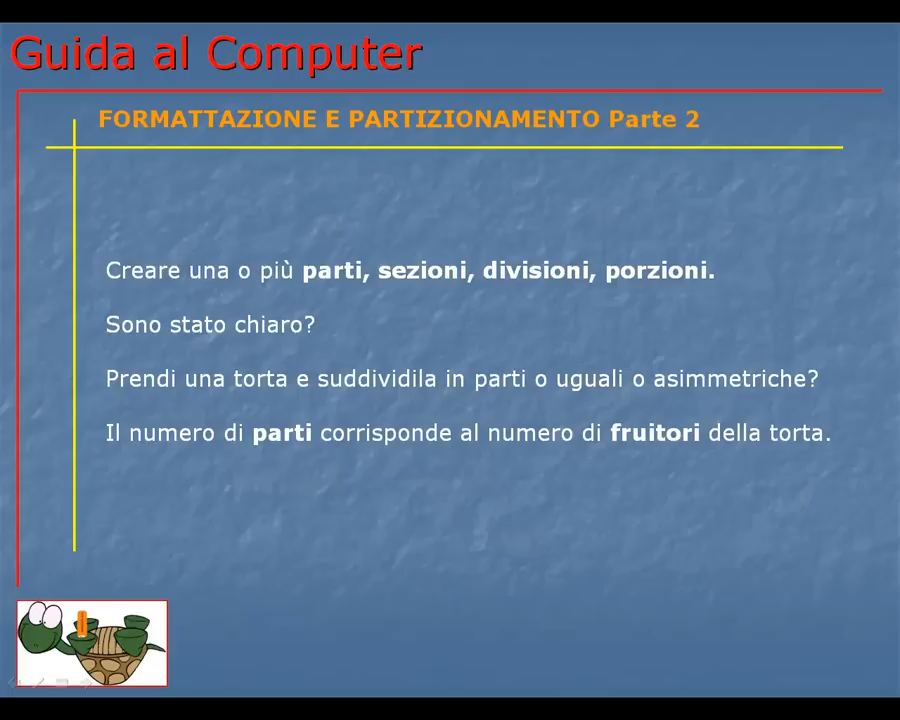 Guida al Computer
FORMATTAZIONE E PARTIZIONAMENTO Parte 2
Creare una o più parti, sezioni, divisioni, porzioni.
Sono stato chiaro?
Prendi una torta e suddividila in parti o uguali o asimmetriche?
Il numero di parti corrisponde al numero di fruitori della torta.